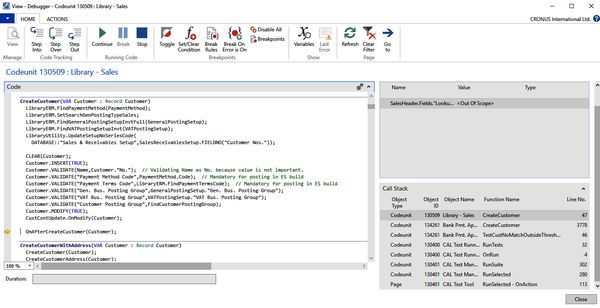 View - Debugger - Codeunit 130509 : Library - Sales
HOME ACTIONS CRONUS International Ltd.
View Step Into Step Over Step Out Continue Break Stop Toggle Set/Clear Condition Break Rules Break On Error is On Disable All Breakpoints Variables Last Error Refresh Clear Filter Go to
Manage Code Tracking Running Code Breakpoints Show Page
Codeunit 130509 : Library - Sales
Code
CreateCustomer(VAR Customer : Record Customer)
LibraryERM.FindPaymentMethod(PaymentMethod);
LibraryERM.SetSearchGenPostingTypeSales;
LibraryERM.FindGeneralPostingSetupInvtFull(GeneralPostingSetup);
LibraryERM.FindVATPostingSetupInvt(VATPostingSetup);
LibraryUtility.UpdateSetupNoSeriesCode(
DATABASE::"Sales & Receivables Setup",SalesReceivablesSetup.FIELDNO("Customer Nos."));
CLEAR(Customer);
Customer.INSERT(TRUE);
Customer.VALIDATE(Name,Customer."No."); // Validating Name as No. because value is not important.
Customer.VALIDATE("Payment Method Code",PaymentMethod.Code); // Mandatory for posting in ES build
Customer.VALIDATE("Payment Terms Code",LibraryERM.FindPaymentTermsCode); // Mandatory for posting in ES build
Customer.VALIDATE("Gen. Bus. Posting Group",GeneralPostingSetup."Gen. Bus. Posting Group");
Customer.VALIDATE("VAT Bus. Posting Group",VATPostingSetup."VAT Bus. Posting Group");
Customer.VALIDATE("Customer Posting Group",FindCustomerPostingGroup);
Customer.MODIFY(TRUE);
CustContUpdate.OnModify(Customer);
OnAfterCreateCustomer(Customer);
CreateCustomerWithAddress(VAR Customer : Record Customer)
CreateCustomer(Customer);
CreateCustomerAddress(Customer);
100 %
Duration:
Name Value Type
SalesHeader.Fields."Looku... <Out Of Scope>
Call Stack
Object Type Object ID Object Name Function Name Line No.
Codeunit 130509 Library - Sales CreateCustomer 47
Codeunit 134261 Bank Pmt. Ap... CreateCustomer 3778
Codeunit 134261 Bank Pmt. Ap... TestCustNoMatchOutsideThresh... 46
Codeunit 130400 CAL Test Runn... RunTests 32
Codeunit 130400 CAL Test Runn... OnRun 4
Codeunit 130401 CAL Test Man... RunSuite 302
Codeunit 130401 CAL Test Man... RunSelected 280
Page 130401 CAL Test Tool RunSelected - OnAction 113
Close